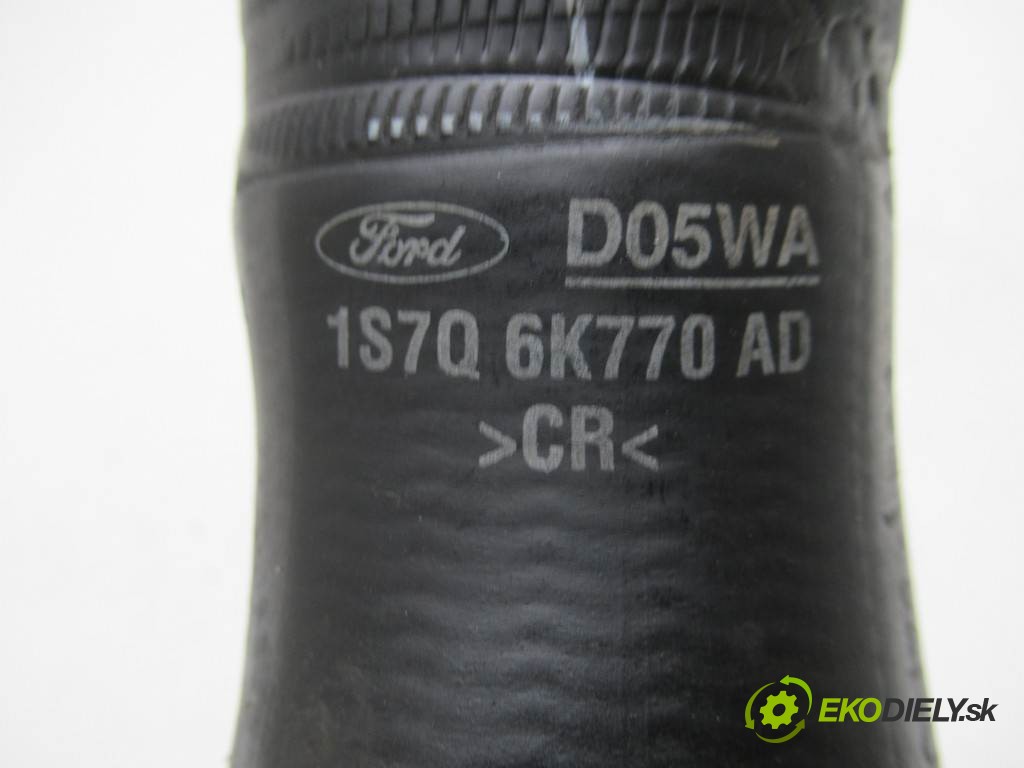 Ford D05WA
1S7Q 6K770 AD
>CR<
EKODIELY.sk